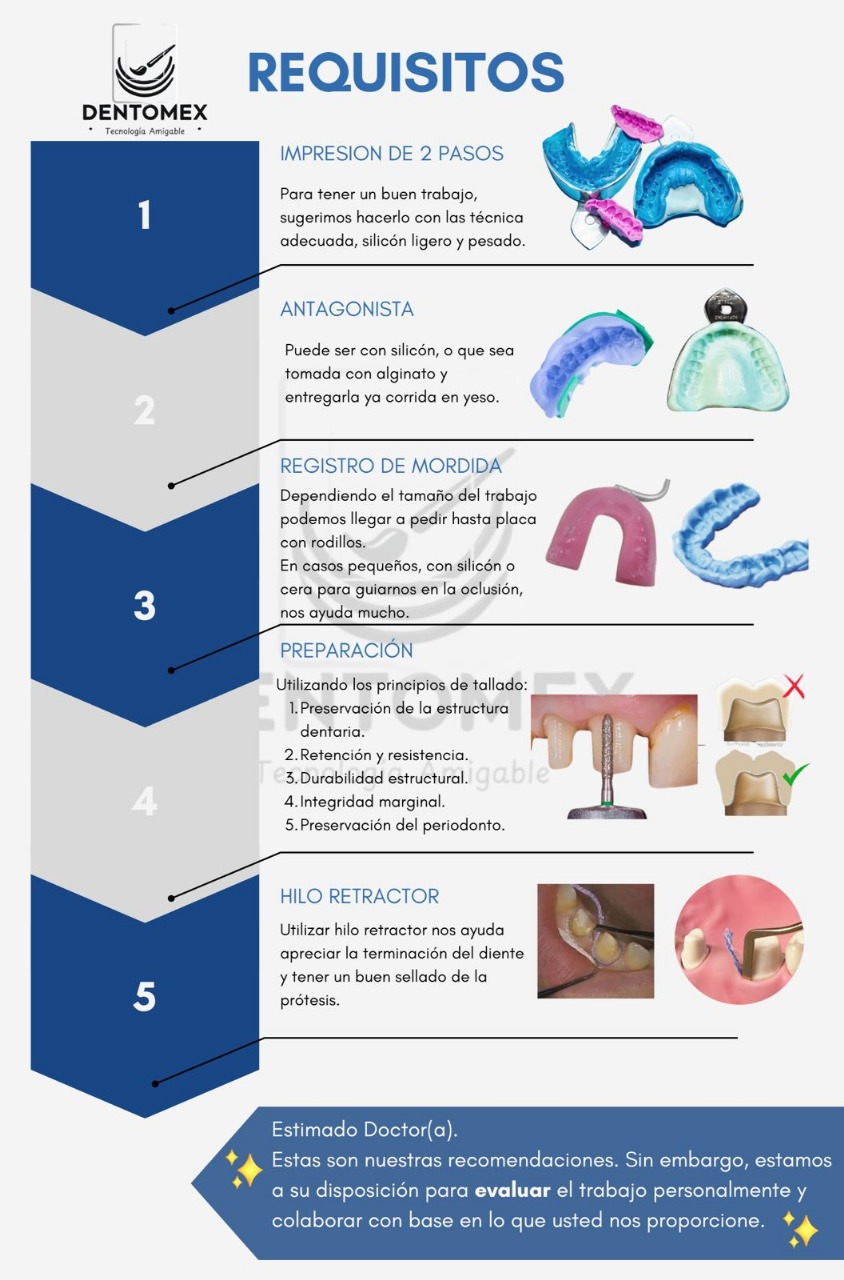 DENTOMEX
Tecnología Amigable
REQUISITOS
1
IMPRESION DE 2 PASOS
Para tener un buen trabajo,
sugerimos hacerlo con las técnica
adecuada, silicón ligero y pesado.
2
ANTAGONISTA
Puede ser con silicón, o que sea
tomada con alginato y
entregarla ya corrida en yeso.
3
REGISTRO DE MORDIDA
Dependiendo el tamaño del trabajo
podemos llegar a pedir hasta placa
con rodillos.
En casos pequeños, con silicón o
cera para guiarnos en la oclusión,
nos ayuda mucho.
4
PREPARACIÓN
Utilizando los principios de tallado:
1. Preservación de la estructura
dentaria.
2. Retención y resistencia.
3. Durabilidad estructural.
4. Integridad marginal.
5. Preservación del periodonto.
DENTOMEX
Tecnología Amigable
5
HILO RETRACTOR
Utilizar hilo retractor nos ayuda
apreciar la terminación del diente
y tener un buen sellado de la
prótesis.
Estimado Doctor(a).
Estas son nuestras recomendaciones. Sin embargo, estamos
a su disposición para evaluar el trabajo personalmente y
colaborar con base en lo que usted nos proporcione.